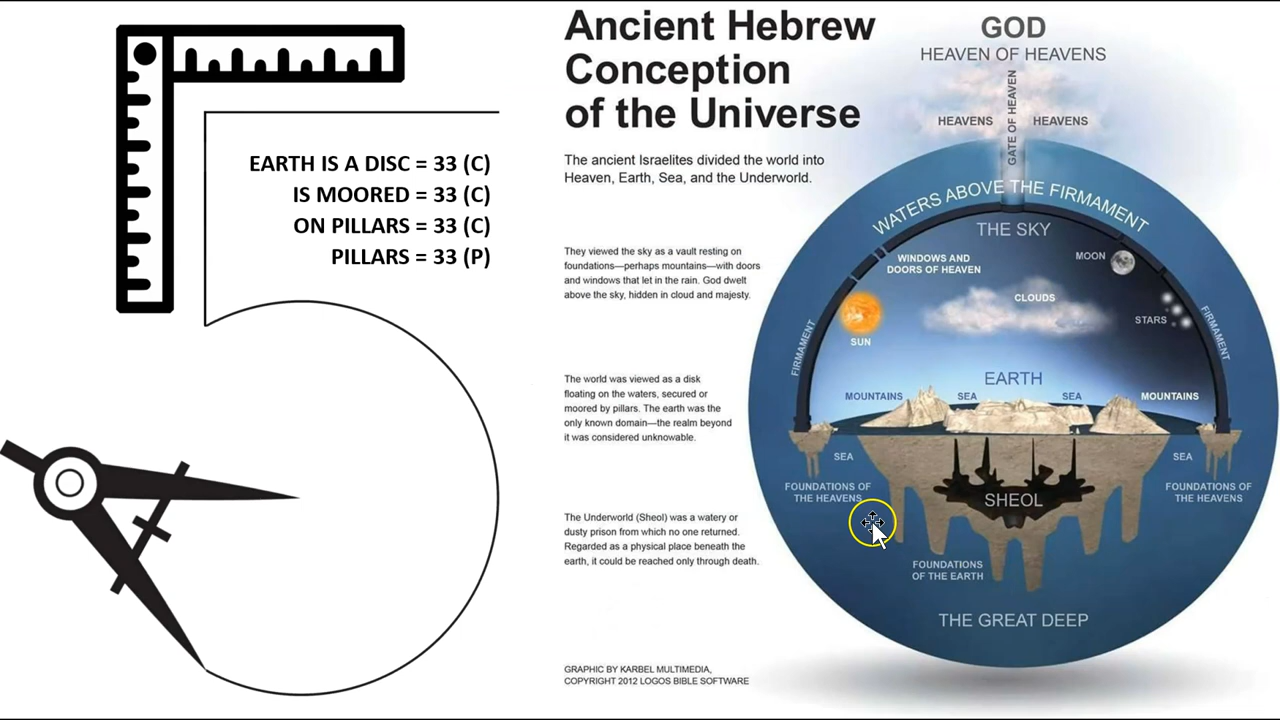 EARTH IS A DISC = 33 (C)
IS MOORED = 33 (C)
ON PILLARS = 33 (C)
PILLARS = 33 (P)
Ancient Hebrew
Conception
of the Universe
The ancient Israelites divided the world into
Heaven, Earth, Sea, and the Underworld.
They viewed the sky as a vault resting on
foundations—perhaps mountains—with doors
and windows that let in the rain. God dwelt
above the sky, hidden in cloud and majesty.
The world was viewed as a disk
floating on the waters, secured or
moored by pillars. The earth was the
only known domain—the realm beyond
it was considered unknowable.
The Underworld (Sheol) was a watery or
dusty prison from which no one returned.
Regarded as a physical place beneath the
earth, it could be reached only through death.
GRAPHIC BY KARBEL MULTIMEDIA,
COPYRIGHT 2012 LOGOS BIBLE SOFTWARE
GOD
HEAVEN OF HEAVENS
HEAVENS
GATE OF HEAVEN
HEAVENS
WATERS ABOVE THE FIRMAMENT
THE SKY
WINDOWS AND
DOORS OF HEAVEN
MOON
CLOUDS
STARS
SUN
FIRMAMENT
FIRMAMENT
EARTH
MOUNTAINS
SEA
SEA
MOUNTAINS
SEA
SEA
FOUNDATIONS OF
THE HEAVENS
SHEOL
FOUNDATIONS OF
THE HEAVENS
FOUNDATIONS
OF THE EARTH
THE GREAT DEEP